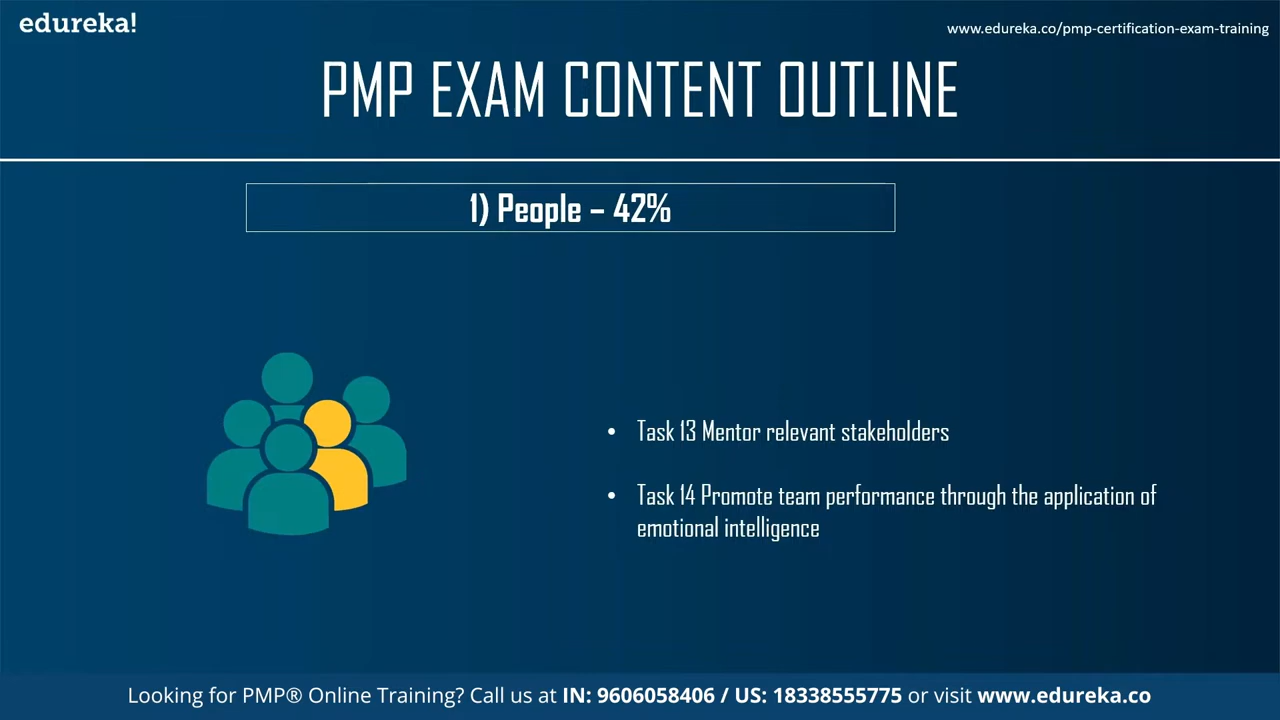 edureka!
www.edureka.co/pmp-certification-exam-training
PMP EXAM CONTENT OUTLINE
1) People – 42%
• Task 13 Mentor relevant stakeholders
• Task 14 Promote team performance through the application of
emotional intelligence
Looking for PMP® Online Training? Call us at IN: 9606058406 / US: 18338555775 or visit www.edureka.co